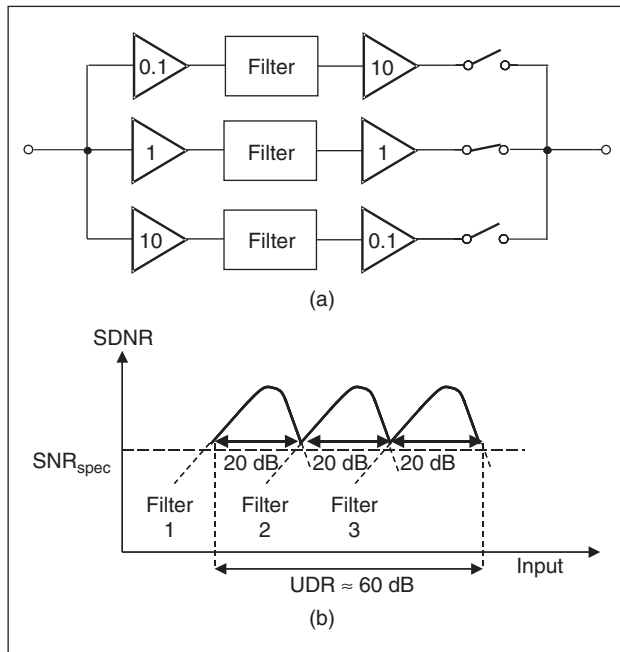 0.1 Filter 10
1 Filter 1
10 Filter 0.1
(a)
SDNR
SNRspec
20 dB 20 dB 20 dB
Filter 1 Filter 2 Filter 3
Input
UDR ≈ 60 dB
(b)